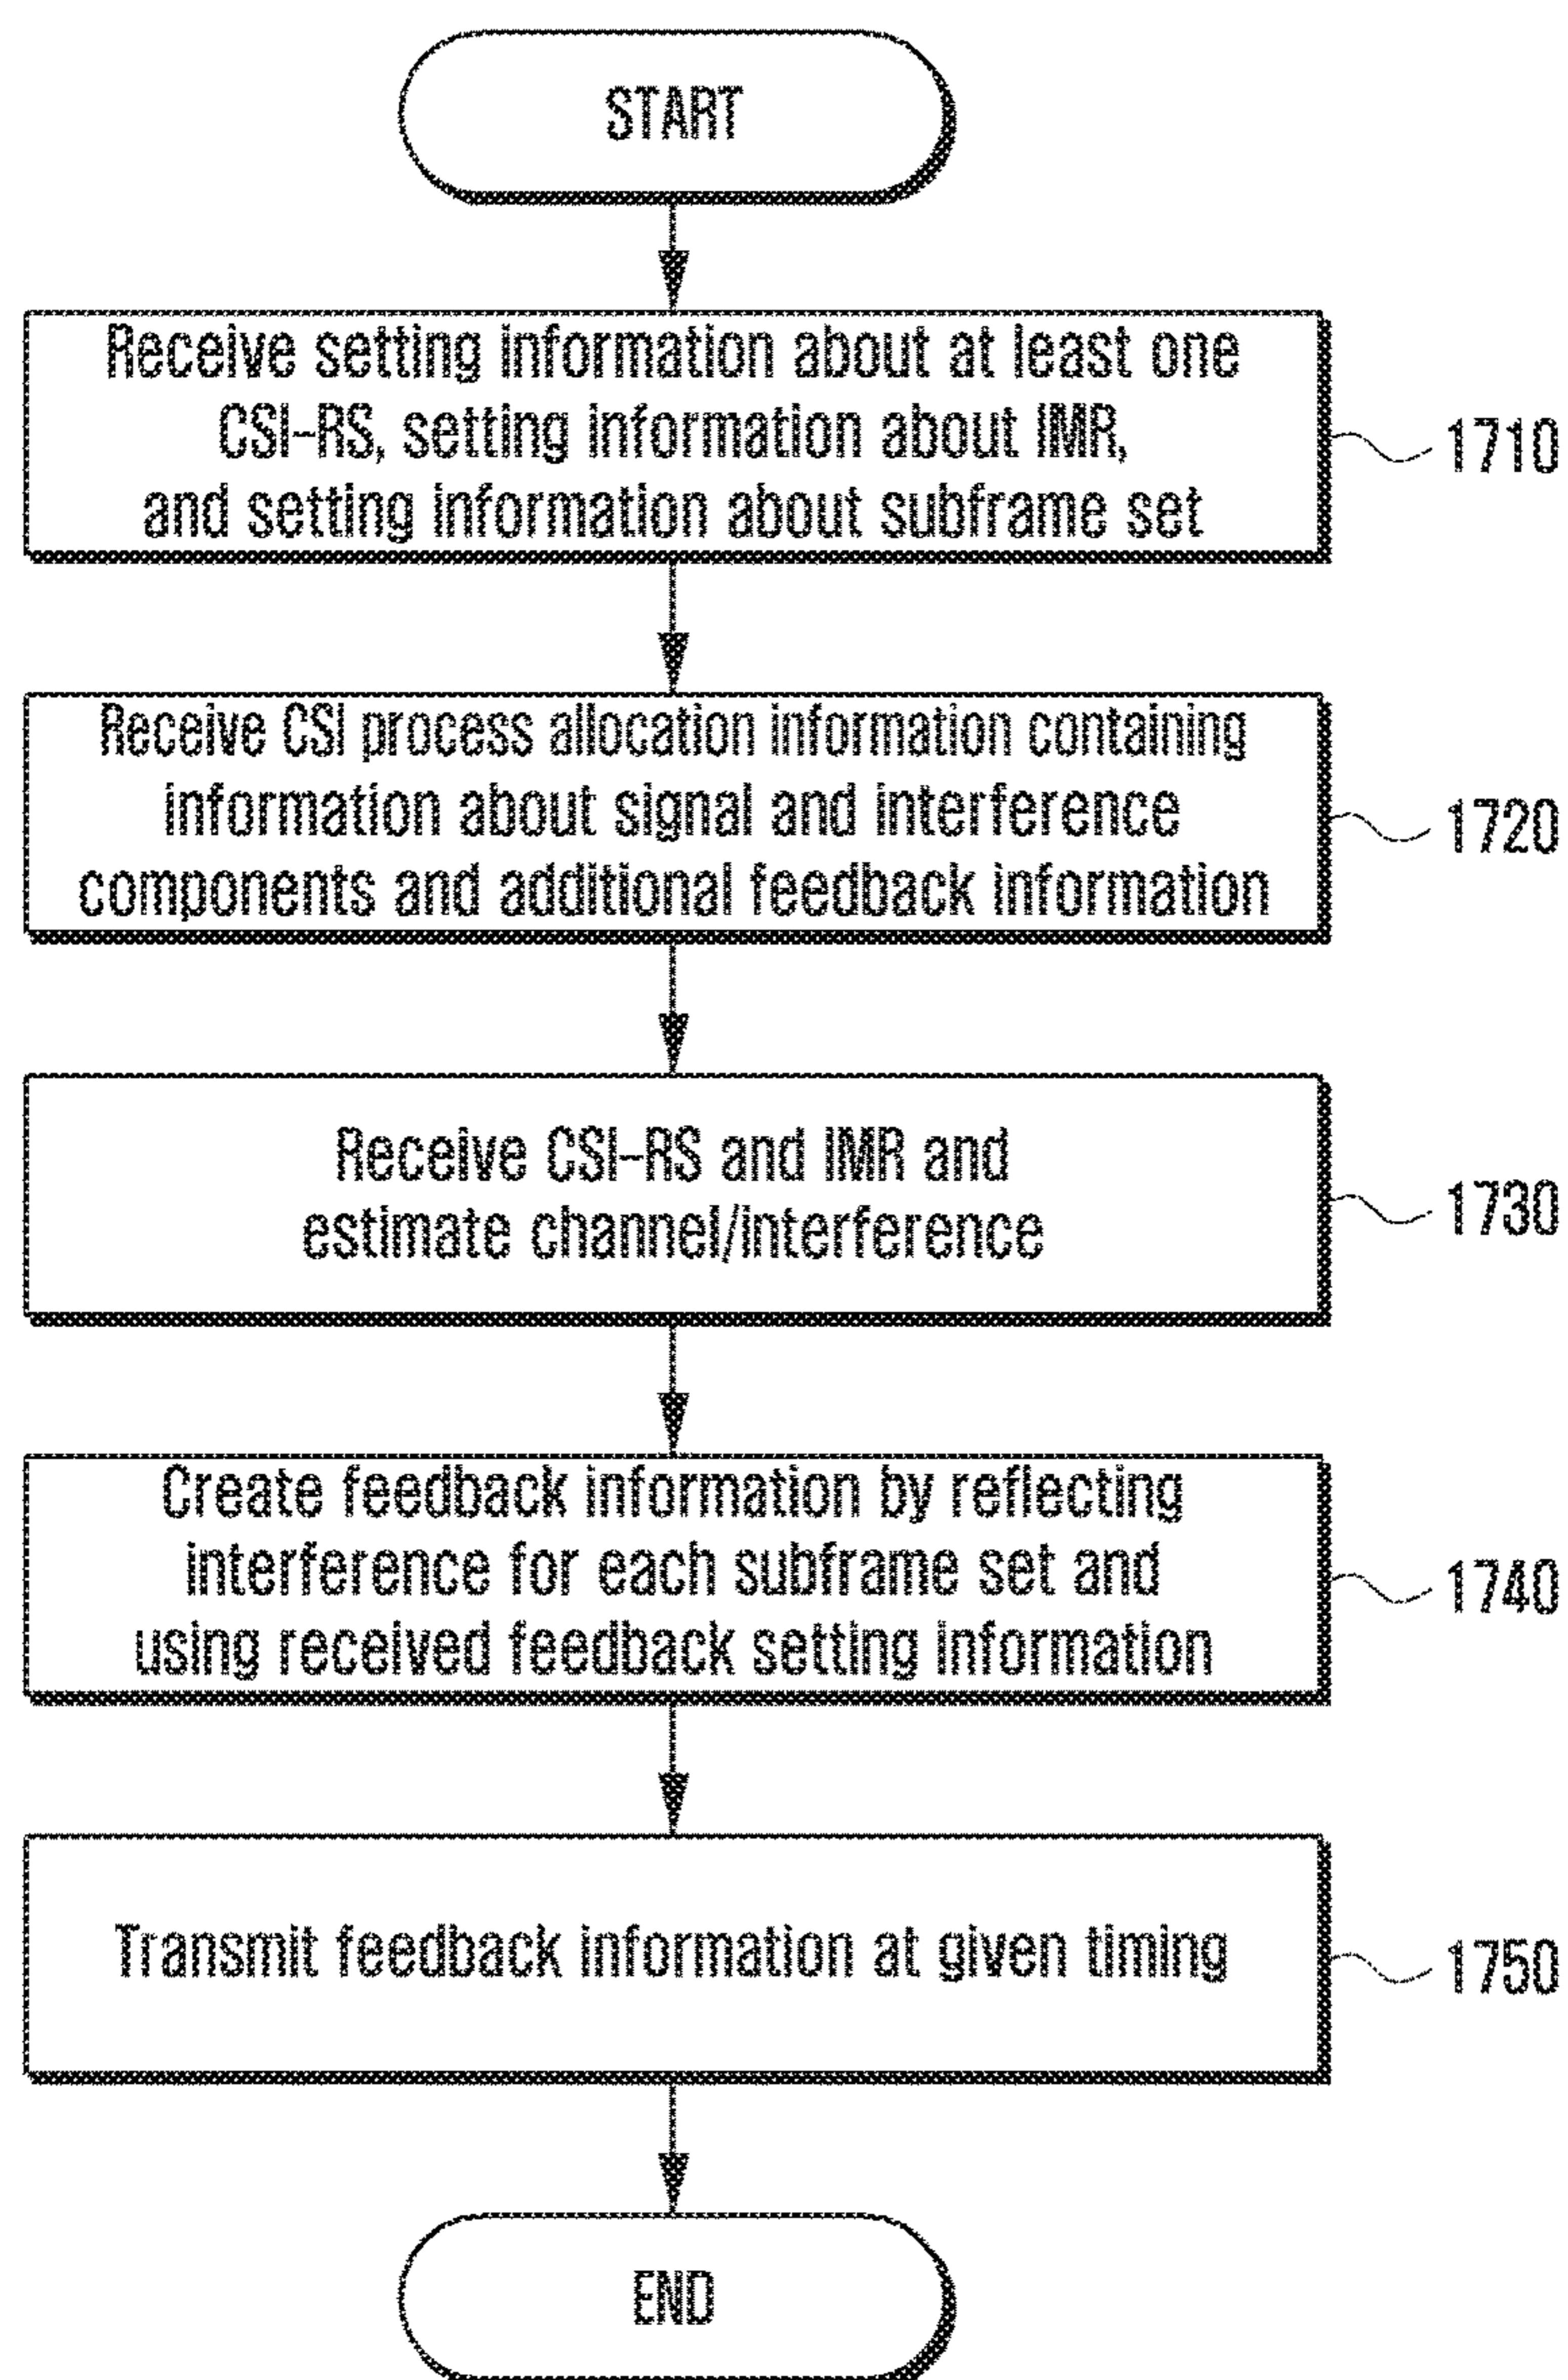 START
Receive setting information about at least one
CSI-RS, setting information about IMR,
and setting information about subframe set
1710
Receive CSI process allocation information containing
information about signal and interference
components and additional feedback information
1720
Receive CSI-RS and IMR and
estimate channel/interference
1730
Create feedback information by reflecting
interference for each subframe set and
using received feedback setting information
1740
Transmit feedback information at given timing
1750
END